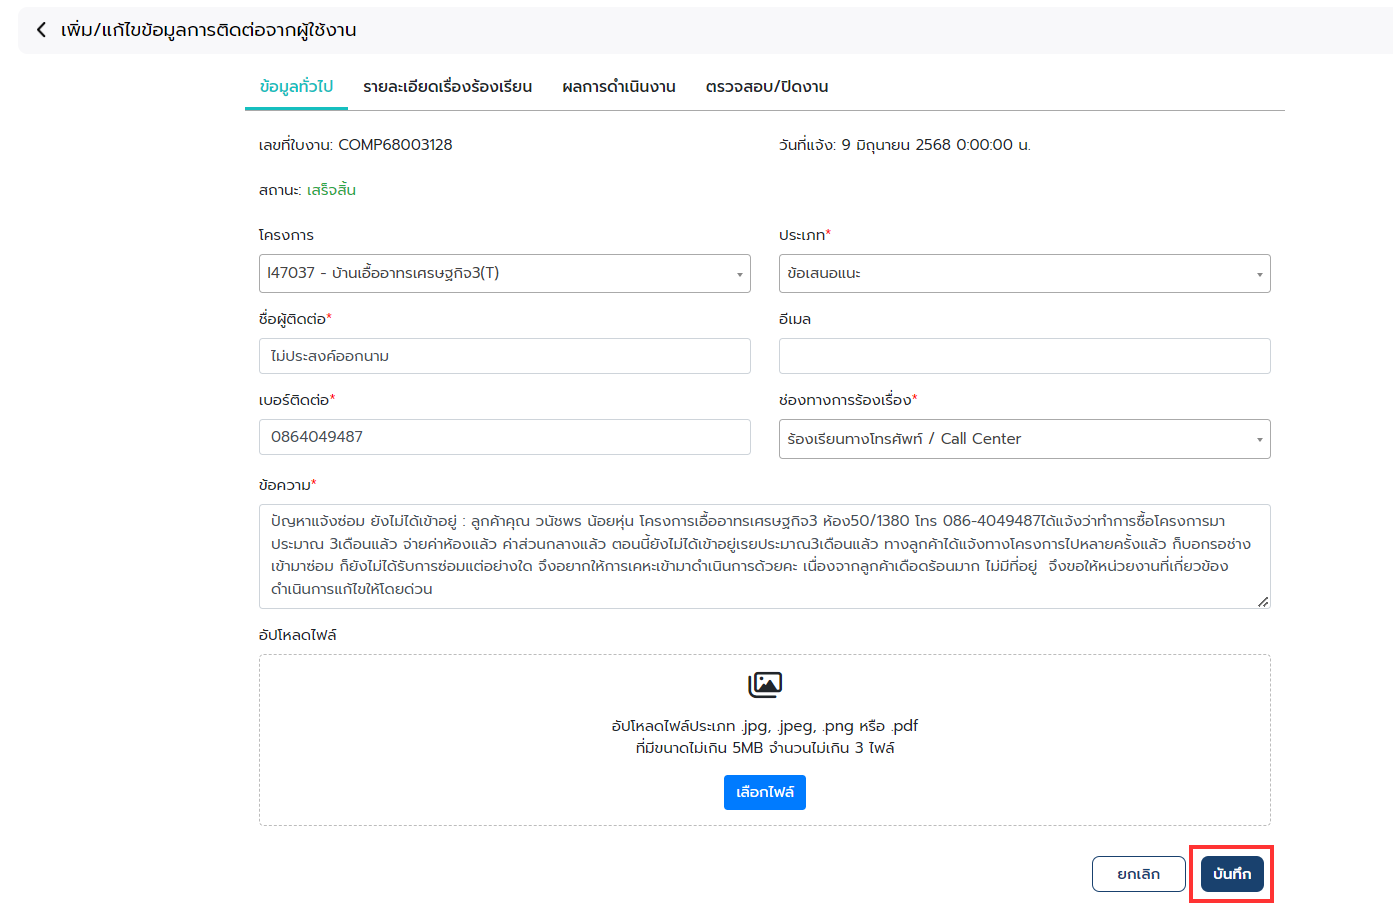 เพิ่ม/แก้ไขข้อมูลการติดต่อจากผู้ใช้งาน
ข้อมูลทั่วไป รายละเอียดเรื่องร้องเรียน ผลการดำเนินงาน ตรวจสอบ/ปิดงาน
เลขที่ใบงาน: COMP68003128 วันที่แจ้ง: 9 มิถุนายน 2568 0:00:00 น.
สถานะ: เสร็จสิ้น
โครงการ ประเภท*
I47037 - บ้านเอื้ออาทรเศรษฐกิจ3(T) ข้อเสนอแนะ
ชื่อผู้ติดต่อ* อีเมล
ไม่ประสงค์ออกนาม
เบอร์ติดต่อ* ช่องทางการร้องเรื่อง*
0864049487 ร้องเรียนทางโทรศัพท์ / Call Center
ข้อความ*
ปัญหาแจ้งซ่อม ยังไม่ได้เข้าอยู่ : ลูกค้าคุณ วนัชพร น้อยหุ่น โครงการเอื้ออาทรเศรษฐกิจ3 ห้อง50/1380 โทร 086-4049487ได้แจ้งว่าทำการซื้อโครงการมา
ประมาณ 3เดือนแล้ว จ่ายค่าห้องแล้ว ค่าส่วนกลางแล้ว ตอนนี้ยังไม่ได้เข้าอยู่เรยประมาณ3เดือนแล้ว ทางลูกค้าได้แจ้งทางโครงการไปหลายครั้งแล้ว ก็บอกรอช่าง
เข้ามาซ่อม ก็ยังไม่ได้รับการซ่อมแต่อย่างใด จึงอยากให้การเคหะเข้ามาดำเนินการด้วยคะ เนื่องจากลูกค้าเดือดร้อนมาก ไม่มีที่อยู่ จึงขอให้หน่วยงานที่เกี่ยวข้อง
ดำเนินการแก้ไขให้โดยด่วน
อัปโหลดไฟล์
อัปโหลดไฟล์ประเภท .jpg, .jpeg, .png หรือ .pdf
ที่มีขนาดไม่เกิน 5MB จำนวนไม่เกิน 3 ไฟล์
เลือกไฟล์
ยกเลิก บันทึก